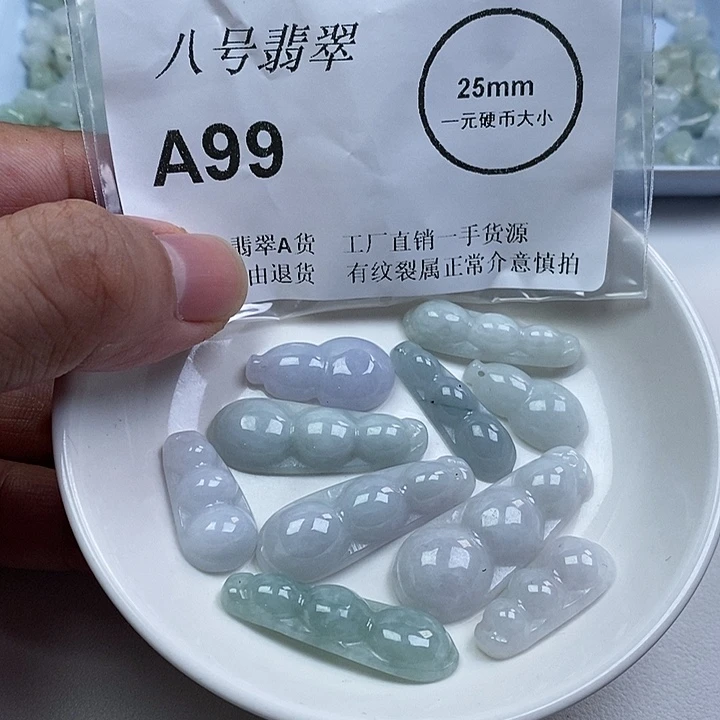 八号翡翠
25mm
一元硬币大小
A99
翡翠A货 工厂直销一手货源
由退货 有纹裂属正常介意慎拍